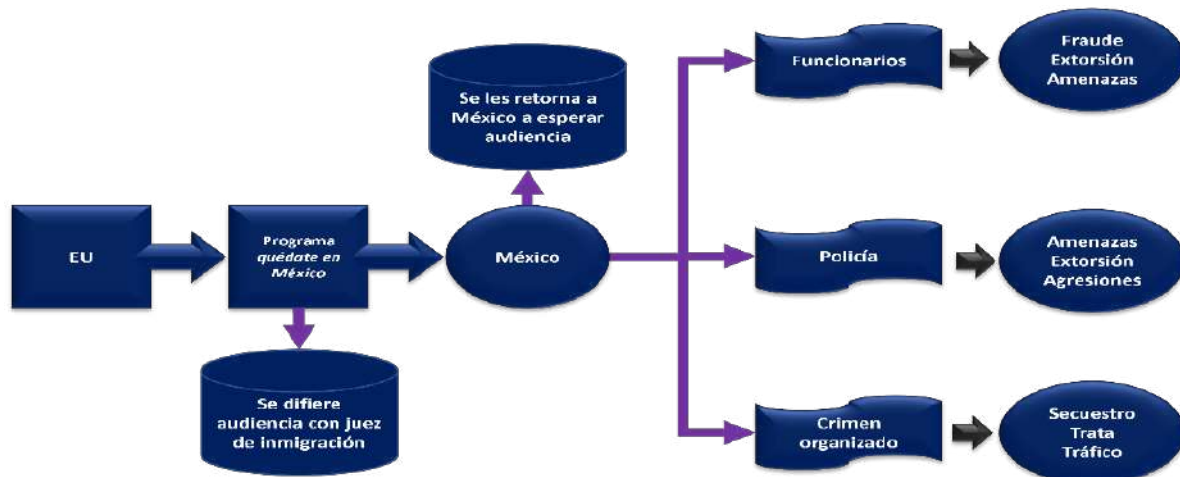 EU
Programa
quédate en
México
Se difiere
audiencia con juez
de inmigración
México
Se les retorna a
México a esperar
audiencia
Funcionarios
Fraude
Extorsión
Amenazas
Policía
Amenazas
Extorsión
Agresiones
Crimen
organizado
Secuestro
Trata
Tráfico